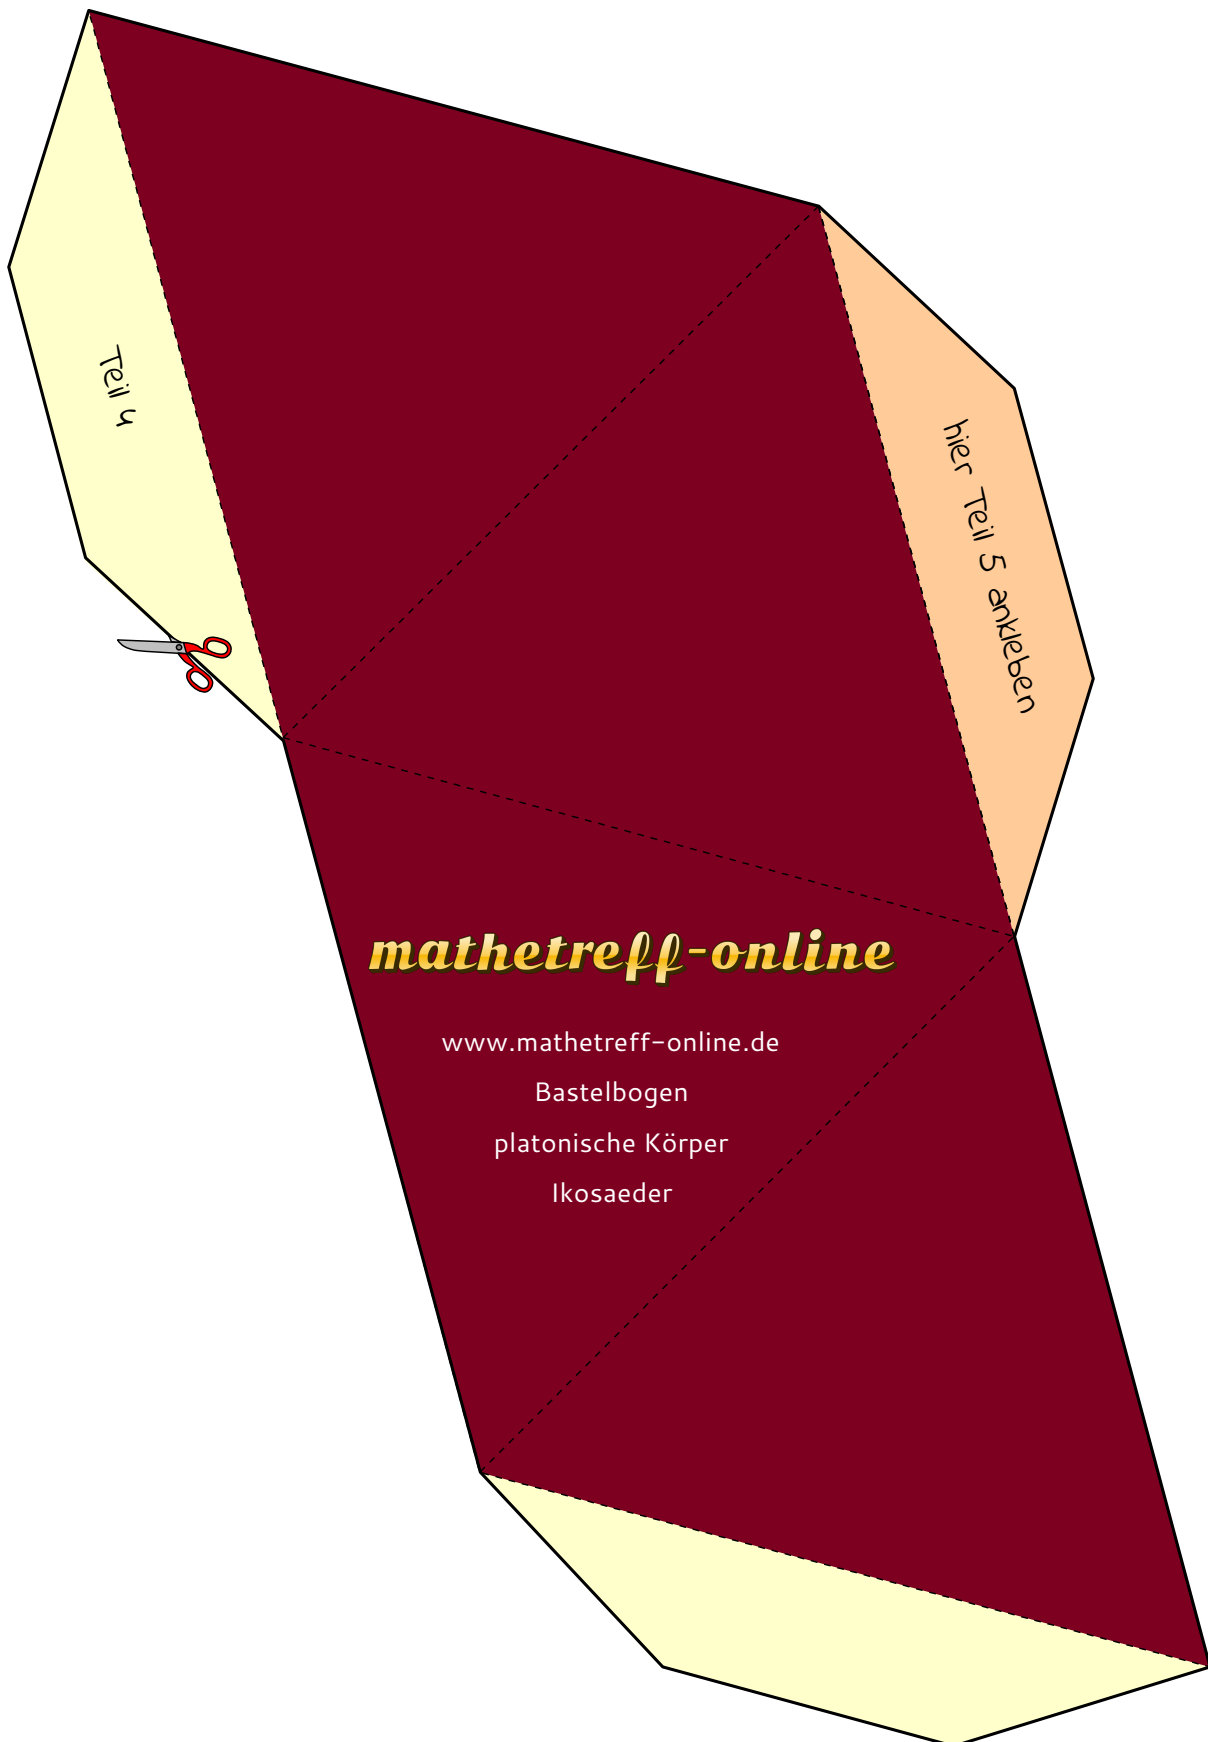 Teil 4
hier Teil 5 ankleben
mathetreff-online
www.mathetreff-online.de
Bastelbogen
platonische Körper
Ikosaeder